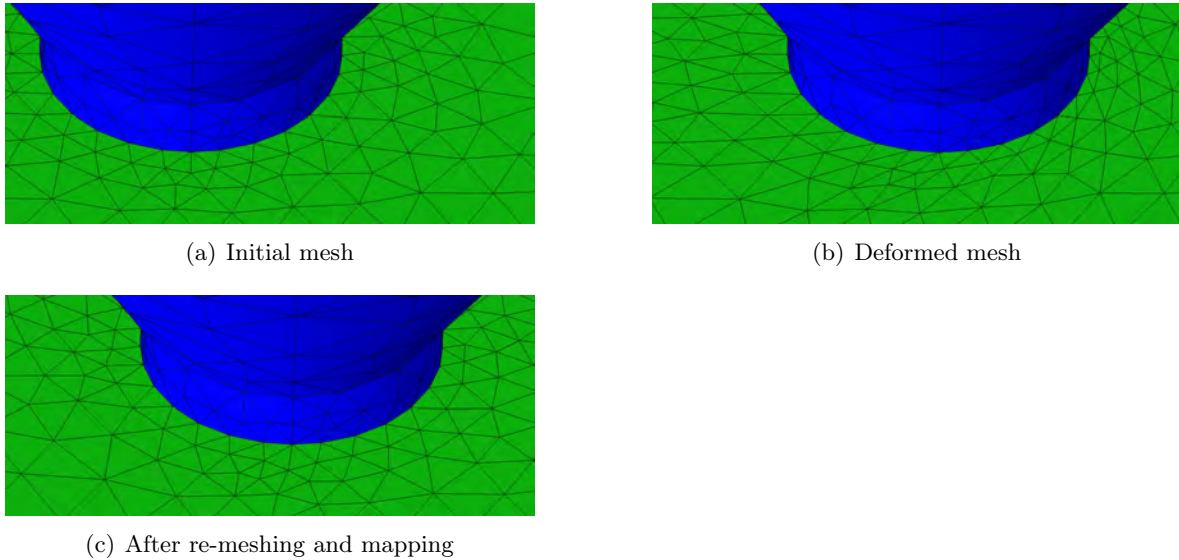 (a) Initial mesh
(b) Deformed mesh
(c) After re-meshing and mapping